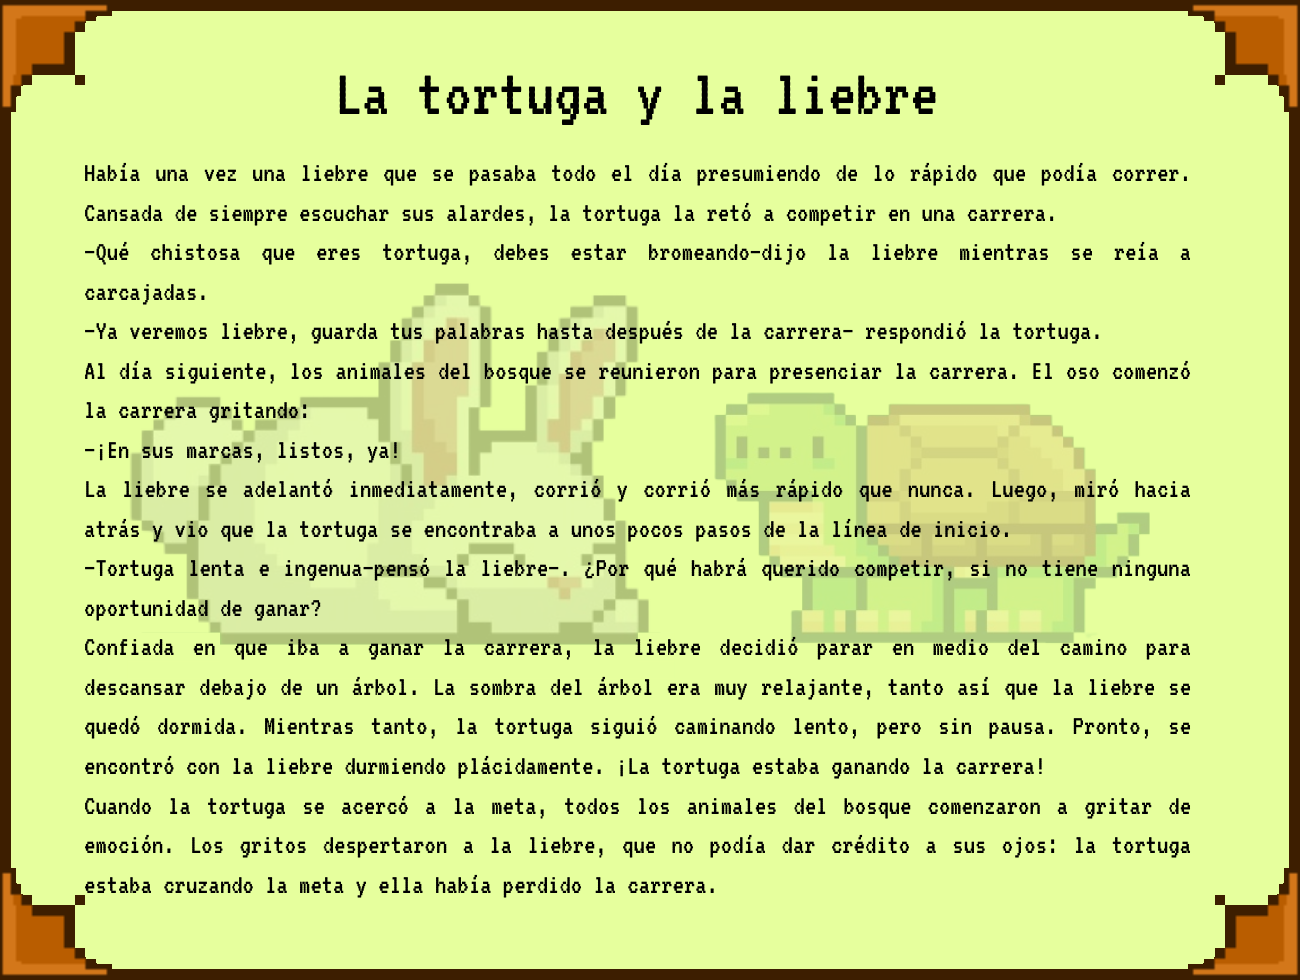 La tortuga y la liebre
Había una vez una liebre que se pasaba todo el día presumiendo de lo rápido que podía correr.
Cansada de siempre escuchar sus alardes, la tortuga la retó a competir en una carrera.
-Qué chistosa que eres tortuga, debes estar bromeando-dijo la liebre mientras se reía a
carcajadas.
-Ya veremos liebre, guarda tus palabras hasta después de la carrera- respondió la tortuga.
Al día siguiente, los animales del bosque se reunieron para presenciar la carrera. El oso comenzó
la carrera gritando:
-¡En sus marcas, listos, ya!
La liebre se adelantó inmediatamente, corrió y corrió más rápido que nunca. Luego, miró hacia
atrás y vio que la tortuga se encontraba a unos pocos pasos de la línea de inicio.
-Tortuga lenta e ingenua-pensó la liebre-. ¿Por qué habrá querido competir, si no tiene ninguna
oportunidad de ganar?
Confiada en que iba a ganar la carrera, la liebre decidió parar en medio del camino para
descansar debajo de un árbol. La sombra del árbol era muy relajante, tanto así que la liebre se
quedó dormida. Mientras tanto, la tortuga siguió caminando lento, pero sin pausa. Pronto, se
encontró con la liebre durmiendo plácidamente. ¡La tortuga estaba ganando la carrera!
Cuando la tortuga se acercó a la meta, todos los animales del bosque comenzaron a gritar de
emoción. Los gritos despertaron a la liebre, que no podía dar crédito a sus ojos: la tortuga
estaba cruzando la meta y ella había perdido la carrera.